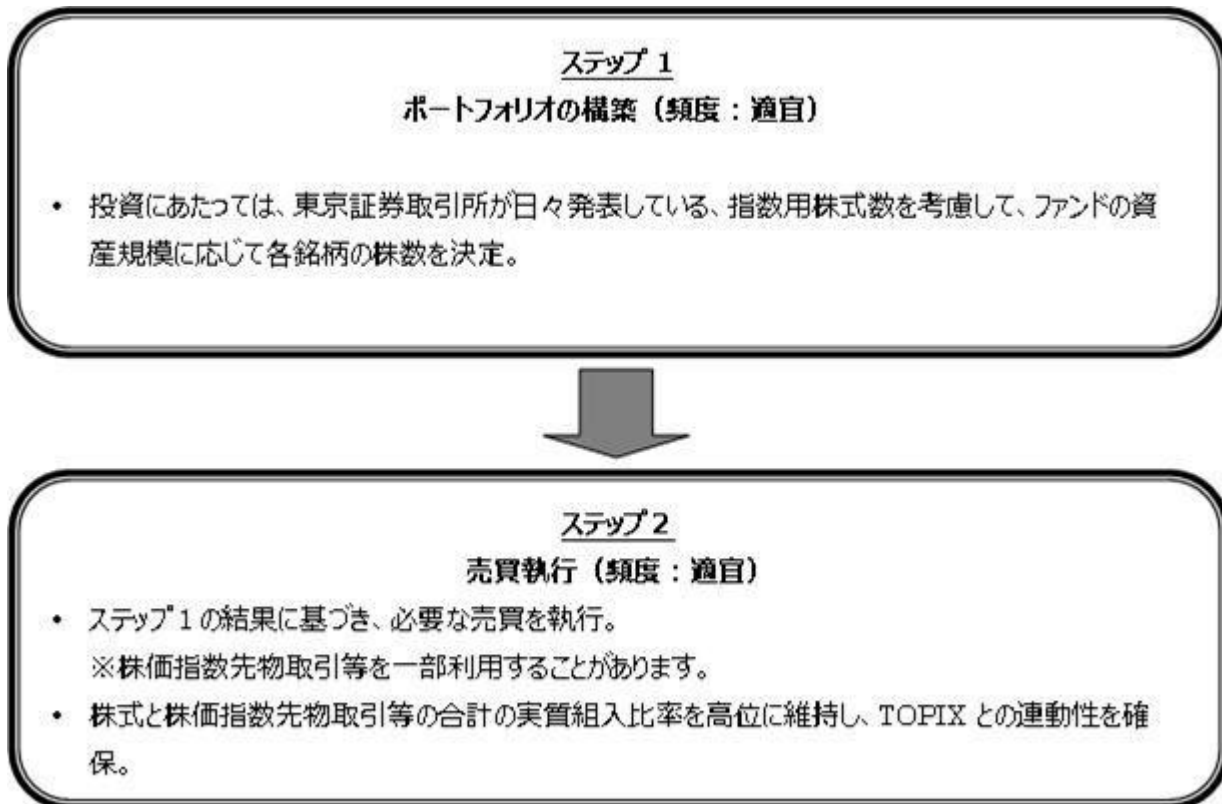 ステップ 1
ポートフォリオの構築（頻度：適宜）
• 投資にあたっては、東京証券取引所が日々発表している、指数用株式数を考慮して、ファンドの資
産規模に応じて各銘柄の株数を決定。
ステップ 2
売買執行（頻度：適宜）
• ステップ 1 の結果に基づき、必要な売買を執行。
※株価指数先物取引等を一部利用することがあります。
• 株式と株価指数先物取引等の合計の実質組入比率を高位に維持し、TOPIX との連動性を確
保。